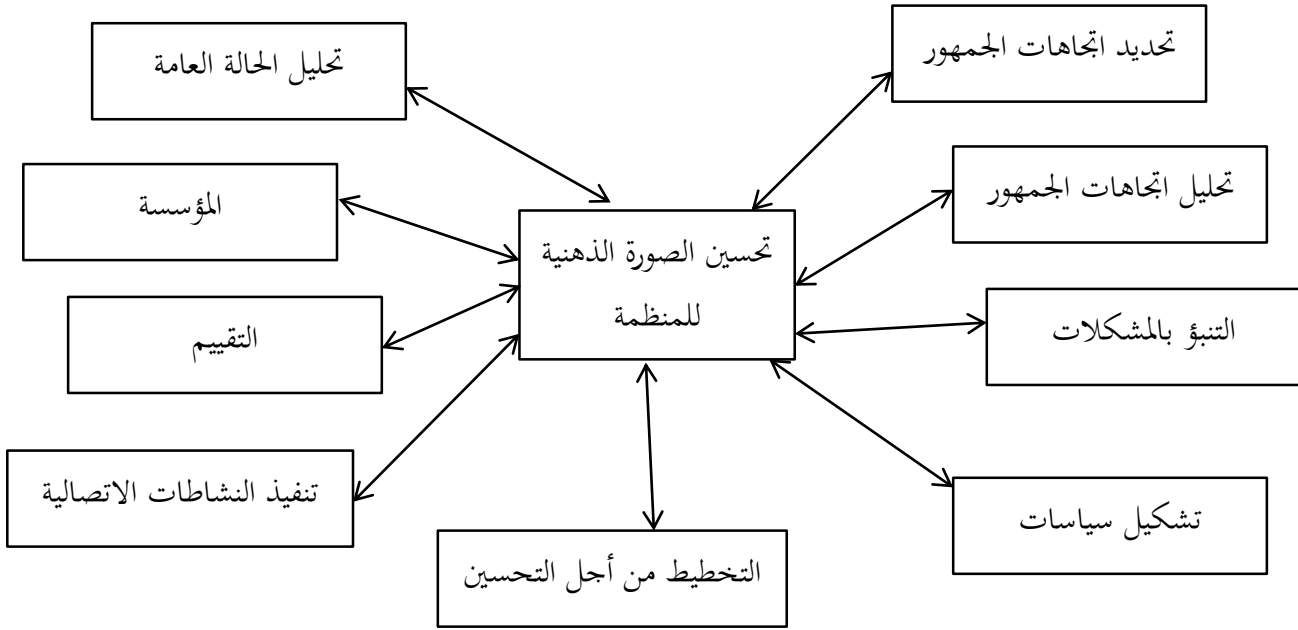 تحديد اتجاهات الجمهور
تحليل الحالة العامة
تحليل اتجاهات الجمهور
المؤسسة
تحسين الصورة الذهنية
للمنظمة
التنبؤ بالمشكلات
التقييم
تشكيل سياسات
تنفيذ النشاطات الاتصالية
التخطيط من أجل التحسين